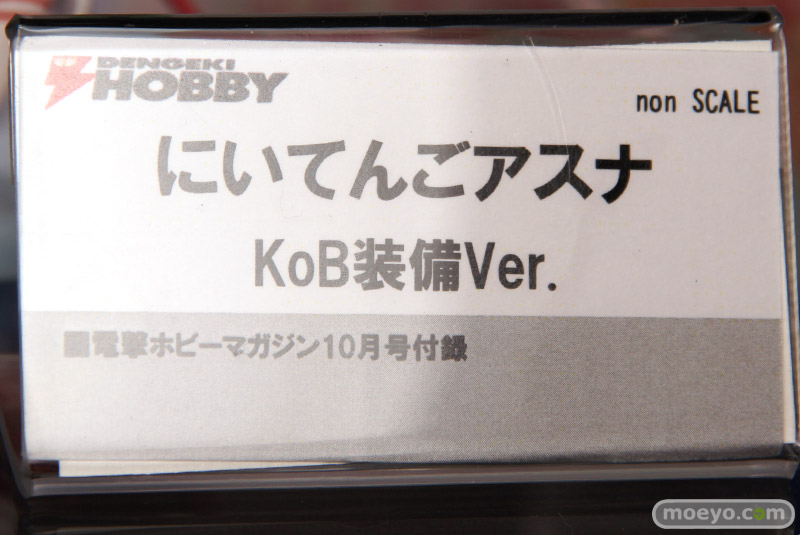 DENGEKI
HOBBY
non SCALE
にいてんごアスナ
KoB装備Ver.
電撃ホビーマガジン10月号付録
moeyo.com